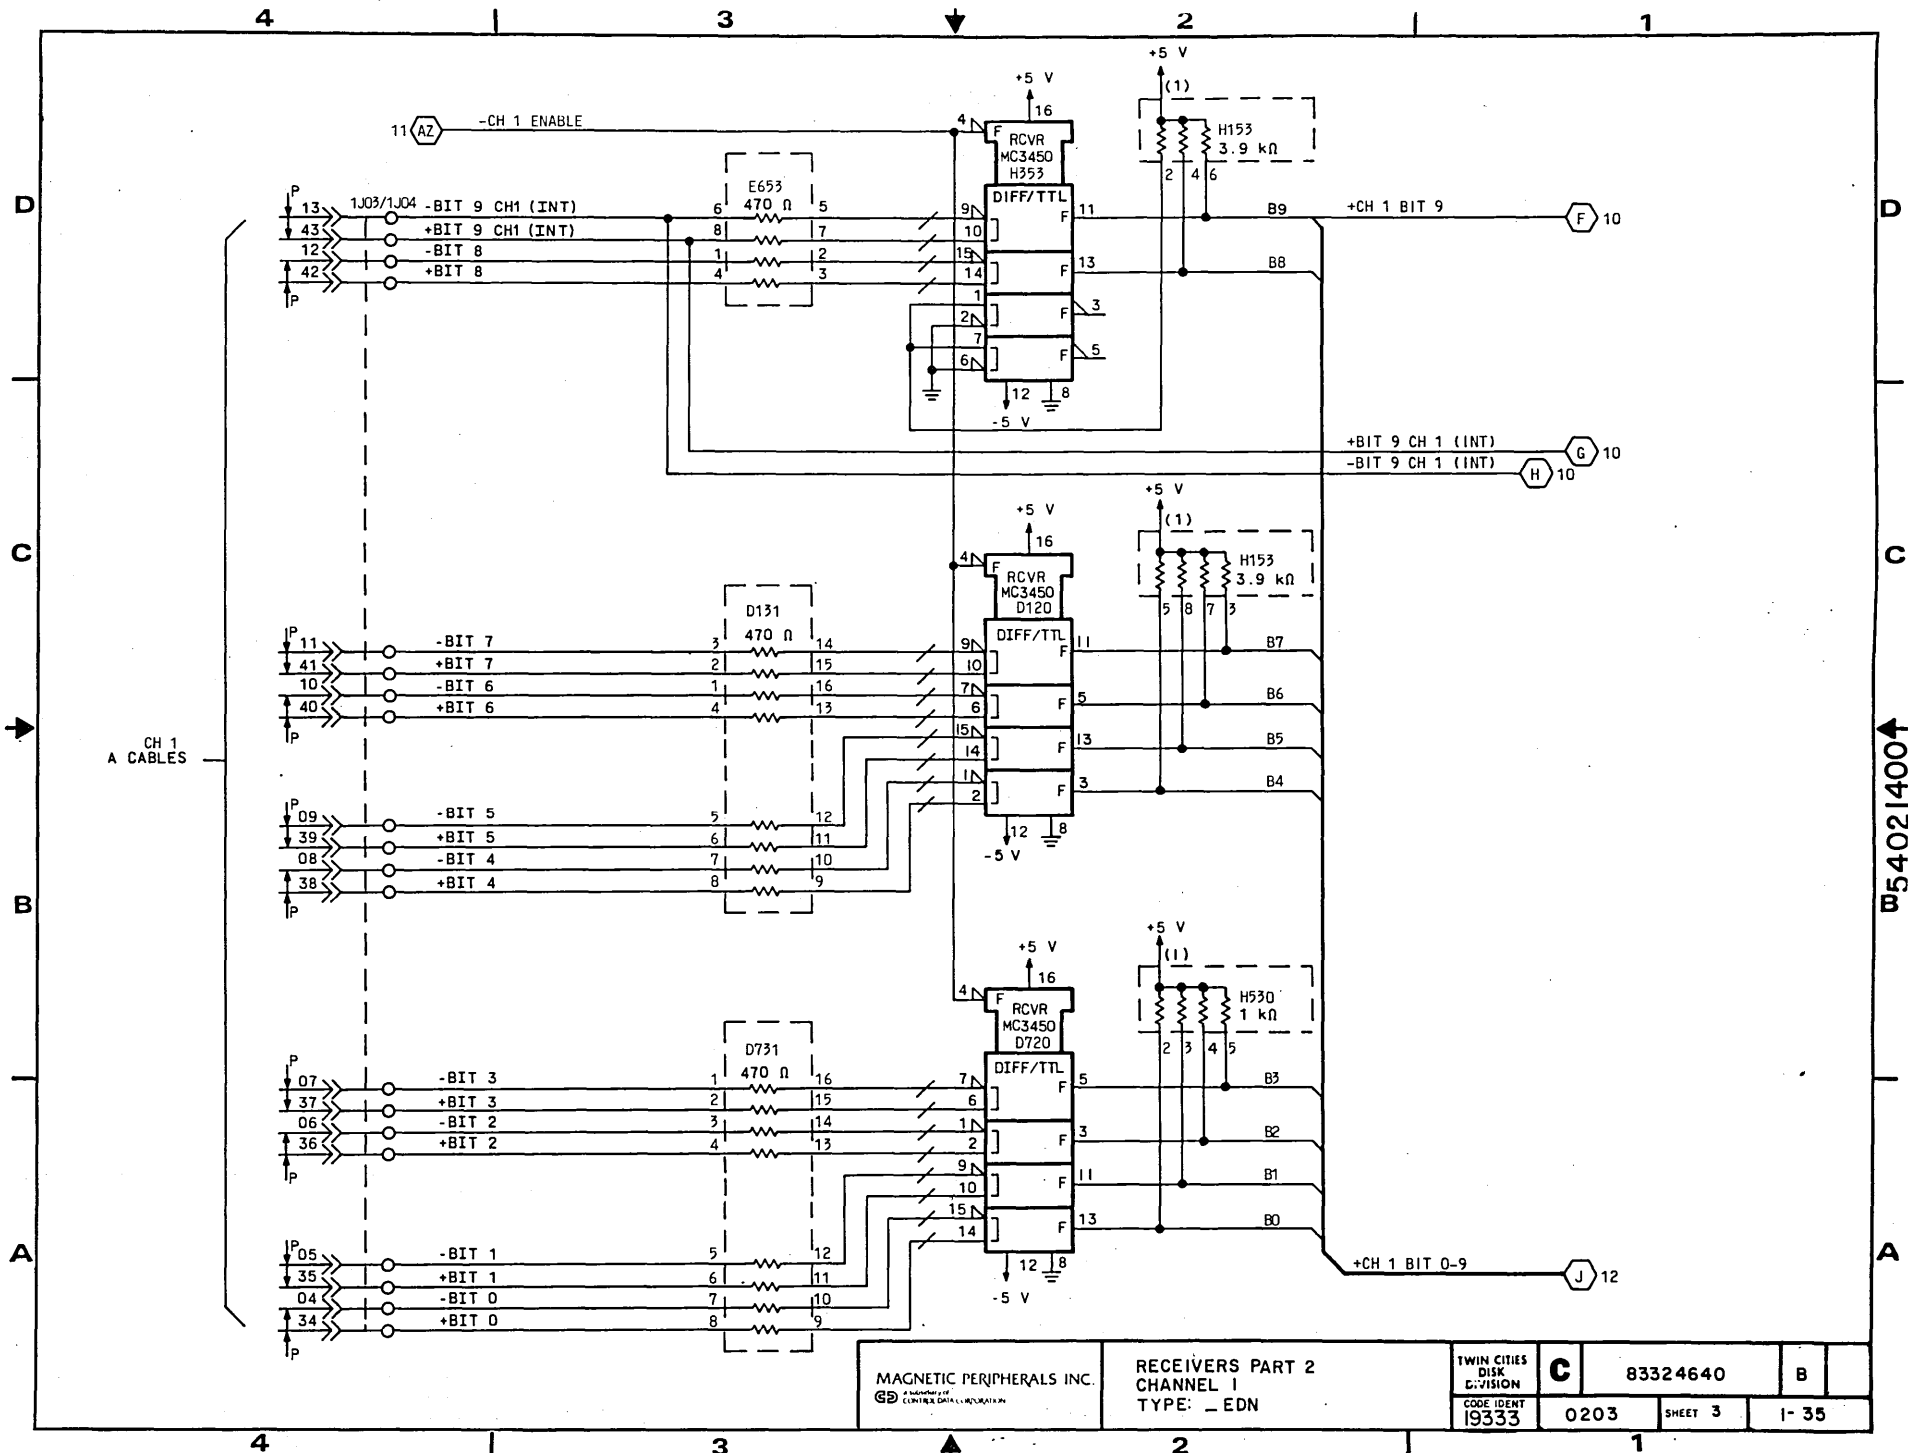 4 3 2 1
D
C
B
A
11 AZ -CH 1 ENABLE
+5 V
16
4 F
RCVR
MC3450
H353
DIFF/TTL
+5 V
(1)
H153
3.9 kΩ
2 4 6
E653
470 Ω
P
13 1J03/1J04 -BIT 9 CH1 (INT) 6 5 9 F 11 B9 +CH 1 BIT 9 F 10
43 +BIT 9 CH1 (INT) 8 7 10
12 -BIT 8 1 2 15 F 13 B8
42 +BIT 8 4 3 14
P
1 F 3
2
7 F 5
6
12 8
-5 V
+BIT 9 CH 1 (INT) G 10
-BIT 9 CH 1 (INT) H 10
+5 V
16
4 F
RCVR
MC3450
D120
DIFF/TTL
+5 V
(1)
H153
3.9 kΩ
5 8 7 3
D131
470 Ω
P
11 -BIT 7 3 14 9 F 11 B7
41 +BIT 7 2 15 10
10 -BIT 6 1 16 7 F 5 B6
40 +BIT 6 4 13 6
P
15 F 13 B5
14
1 F 3 B4
2
12 8
-5 V
CH 1
A CABLES
P
09 -BIT 5 5 12
39 +BIT 5 6 11
08 -BIT 4 7 10
38 +BIT 4 8 9
P
+5 V
16
4 F
RCVR
MC3450
D720
DIFF/TTL
+5 V
(1)
H530
1 kΩ
2 3 4 5
D731
470 Ω
P
07 -BIT 3 1 16 7 F 5 B3
37 +BIT 3 2 15 6
06 -BIT 2 3 14 1 F 3 B2
36 +BIT 2 4 13 2
P
9 F 11 B1
10
15 F 13 B0
14
12 8
-5 V
P
05 -BIT 1 5 12
35 +BIT 1 6 11
04 -BIT 0 7 10
34 +BIT 0 8 9
P
+CH 1 BIT 0-9 J 12
D
C
B54021400
B
A
MAGNETIC PERIPHERALS INC.
a subsidiary of
CONTROL DATA CORPORATION
RECEIVERS PART 2
CHANNEL 1
TYPE: _EDN
TWIN CITIES
DISK
DIVISION
C 83324640 B
CODE IDENT
19333
0203 SHEET 3 1-35
4 3 2 1